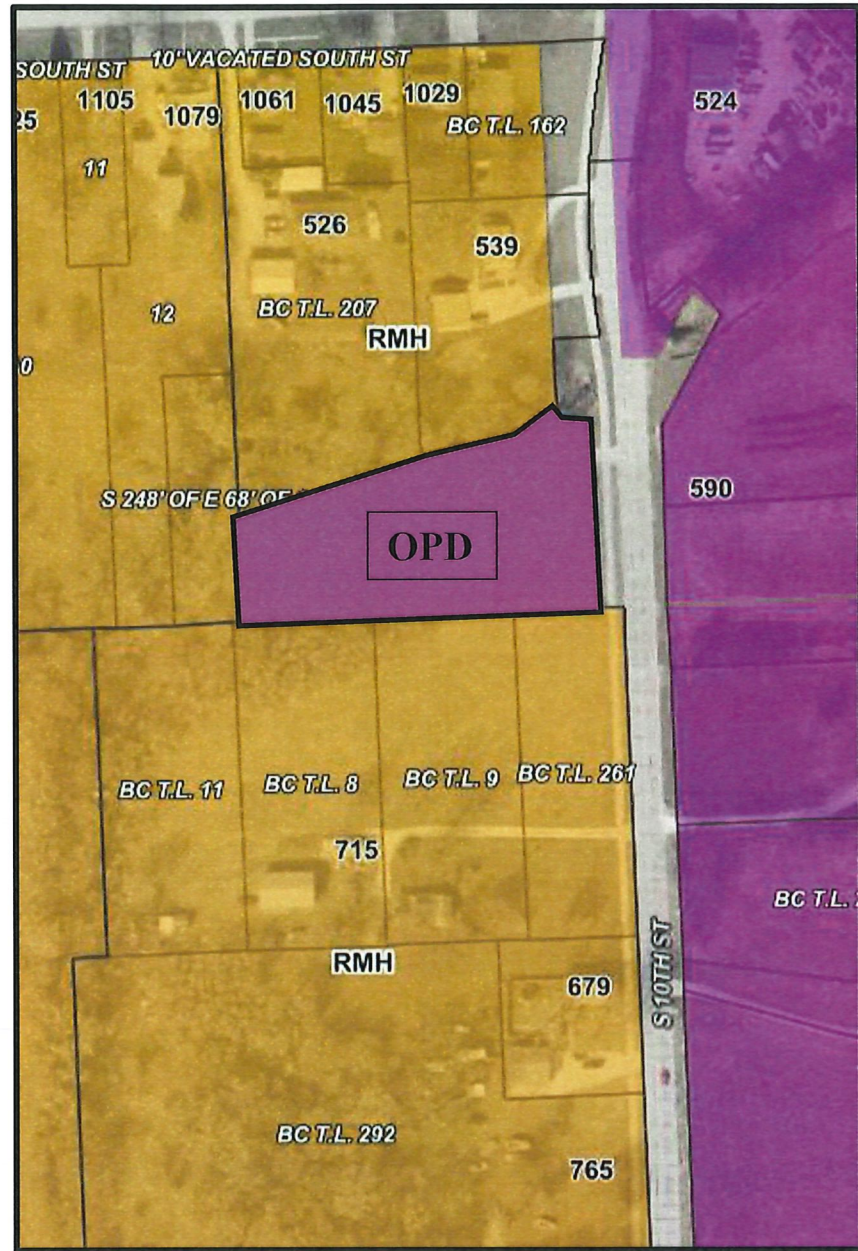 SOUTH ST
10' VACATED SOUTH ST
1105
1079
1061
1045
1029
524
25
BC T.L. 162
11
526
539
12
BC T.L. 207
RMH
0
S 248' OF E 68' OF
590
OPD
BC T.L. 11
BC T.L. 8
BC T.L. 9
BC T.L. 261
715
BC T.L.
RMH
679
S 10TH ST
BC T.L. 292
765